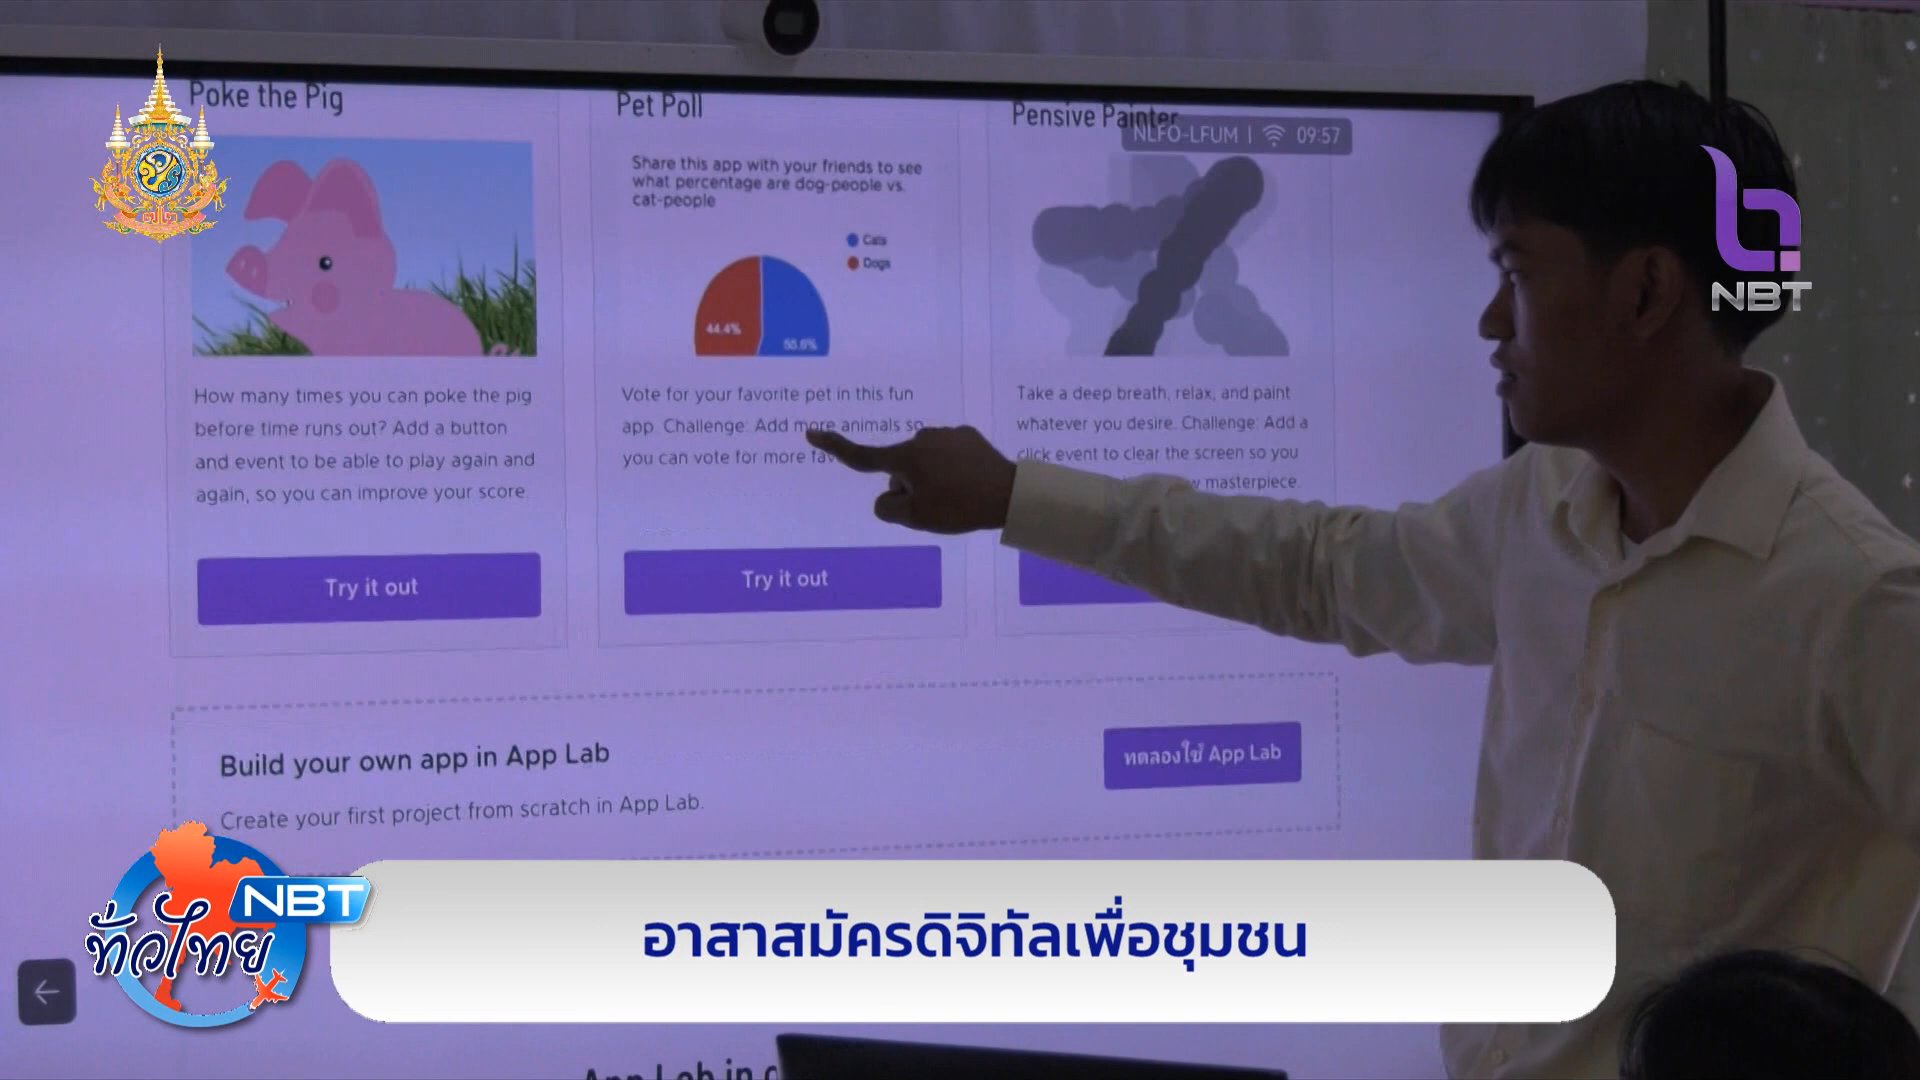 Poke the Pig
Pet Poll
Pensive Painter
NLFO-LFUM | 09:57
NBT
Share this app with your friends to see
what percentage are dog-people vs.
cat-people
Cats
Dogs
44.4%
55.6%
How many times you can poke the pig
before time runs out? Add a button
and event to be able to play again and
again, so you can improve your score.
Vote for your favorite pet in this fun
app. Challenge: Add more animals so
you can vote for more
Take a deep breath, relax, and paint
whatever you desire. Challenge: Add a
click event to clear the screen so you
masterpiece.
Try it out
Try it out
Build your own app in App Lab
Create your first project from scratch in App Lab.
ทดลองใช้ App Lab
NBT
ทั่วไทย
อาสาสมัครดิจิทัลเพื่อชุมชน
App Lab in